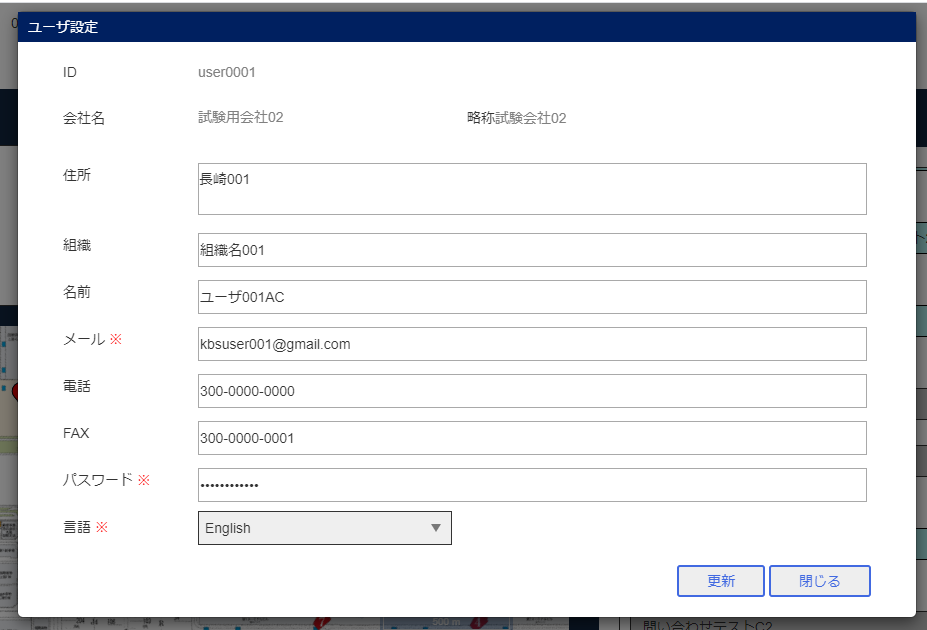 ユーザ設定
ID user0001
会社名 試験用会社02 略称試験会社02
住所 長崎001
組織 組織名001
名前 ユーザ001AC
メール ※ kbsuser001@gmail.com
電話 300-0000-0000
FAX 300-0000-0001
パスワード ※ ••••••••••••
言語 ※ English ▼
更新 閉じる
500 m
問い合わせテストC2